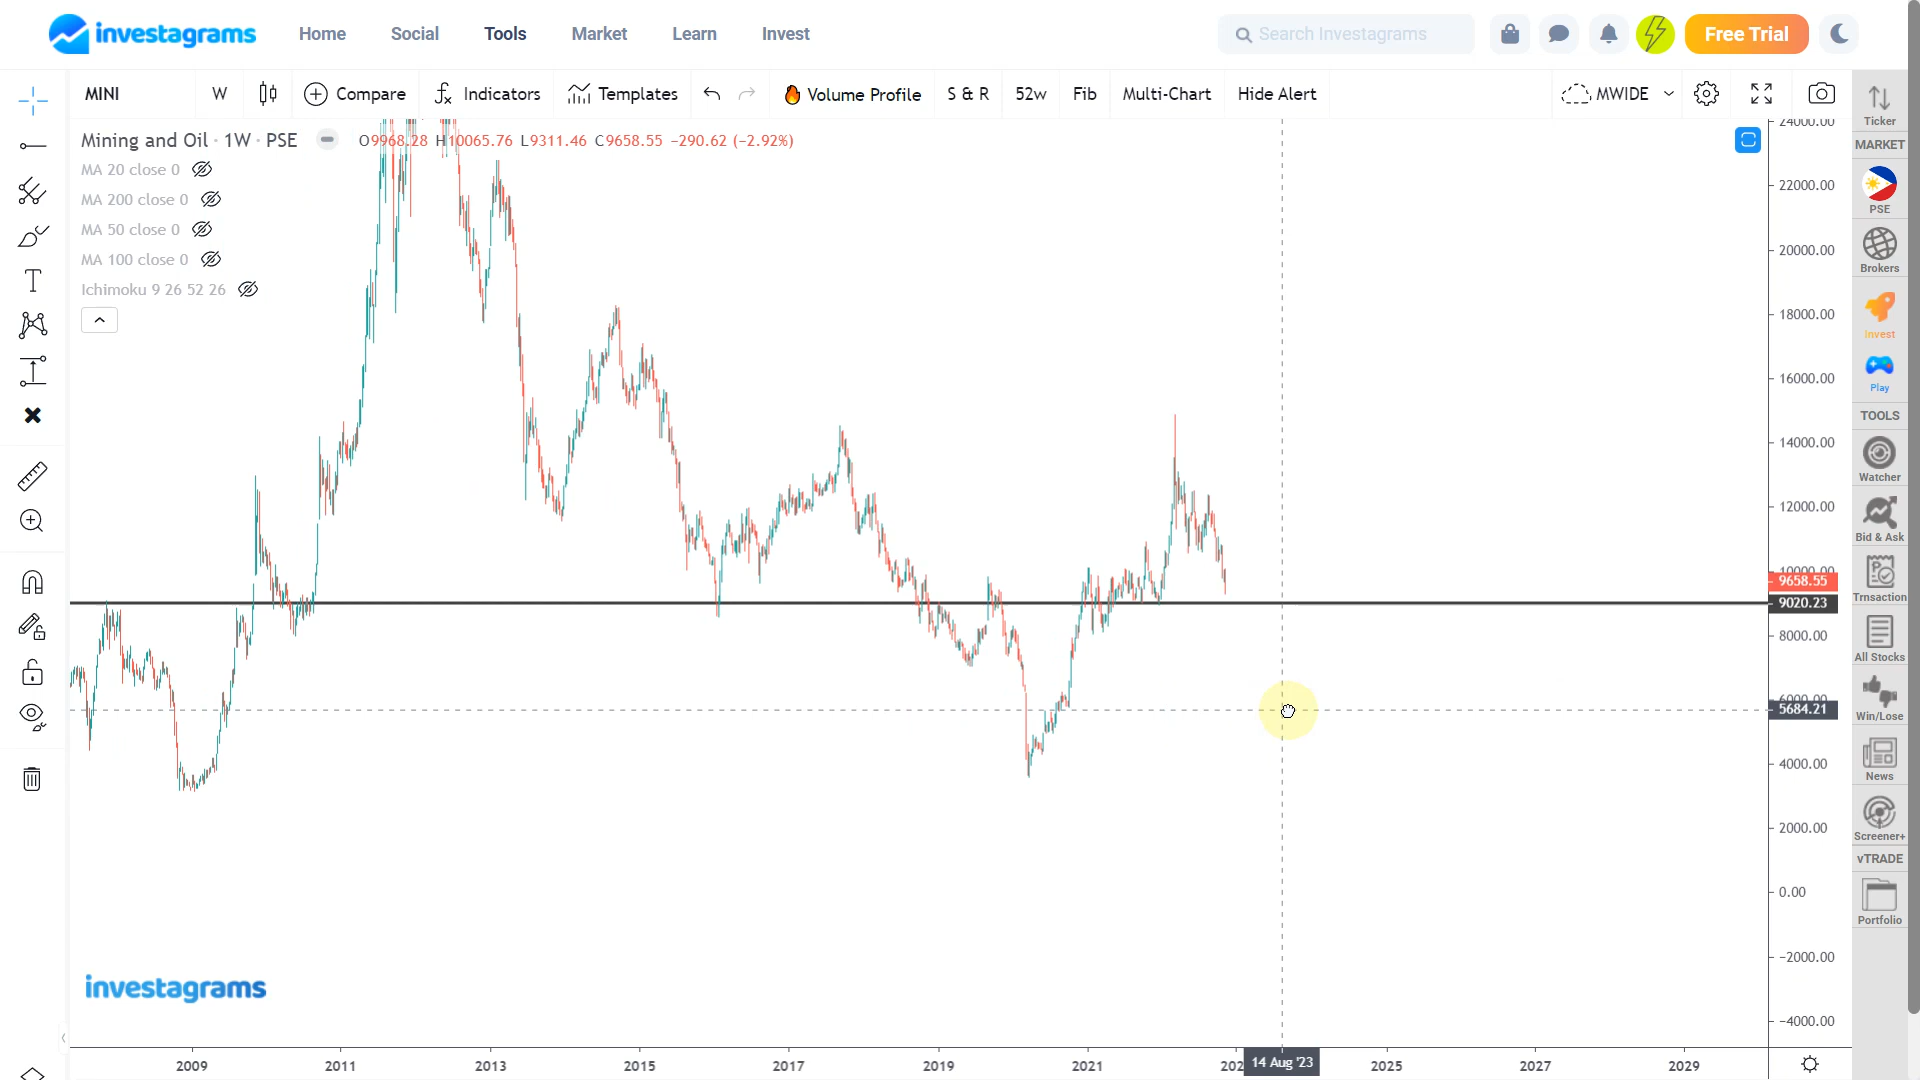 investagrams
Home Social Tools Market Learn Invest
Search Investagrams
Free Trial
MINI W Compare Indicators Templates Volume Profile S & R 52w Fib Multi-Chart Hide Alert MWIDE
Mining and Oil · 1W · PSE O9968.28 H10065.76 L9311.46 C9658.55 −290.62 (−2.92%)
MA 20 close 0
MA 200 close 0
MA 50 close 0
MA 100 close 0
Ichimoku 9 26 52 26
24000.00
22000.00
20000.00
18000.00
16000.00
14000.00
12000.00
10000.00
9658.55
9020.23
8000.00
6000.00
5684.21
4000.00
2000.00
0.00
−2000.00
−4000.00
investagrams
2009 2011 2013 2015 2017 2019 2021 202 14 Aug '23 2025 2027 2029
Ticker
MARKET
PSE
Brokers
Invest
Play
TOOLS
Watcher
Bid & Ask
Trnsaction
All Stocks
Win/Lose
News
Screener+
vTRADE
Portfolio